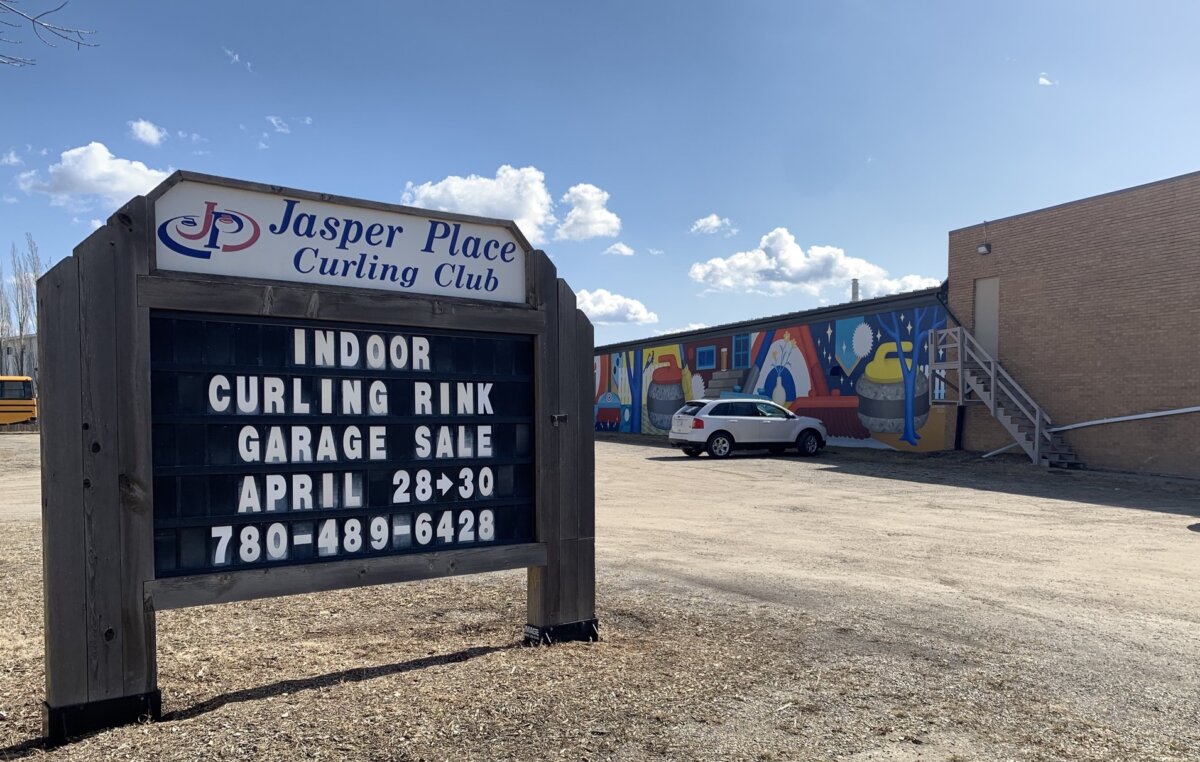 JP Jasper Place
Curling Club
INDOOR
CURLING RINK
GARAGE SALE
APRIL 28→30
780-489-6428